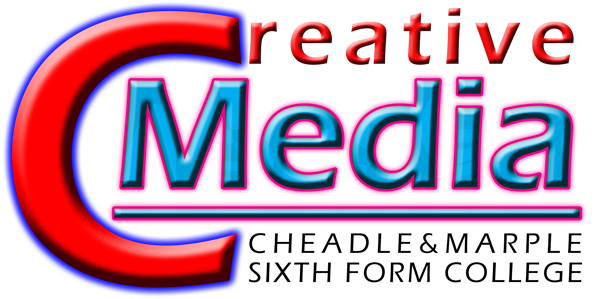 Creative
Media
CHEADLE&MARPLE
SIXTH FORM COLLEGE